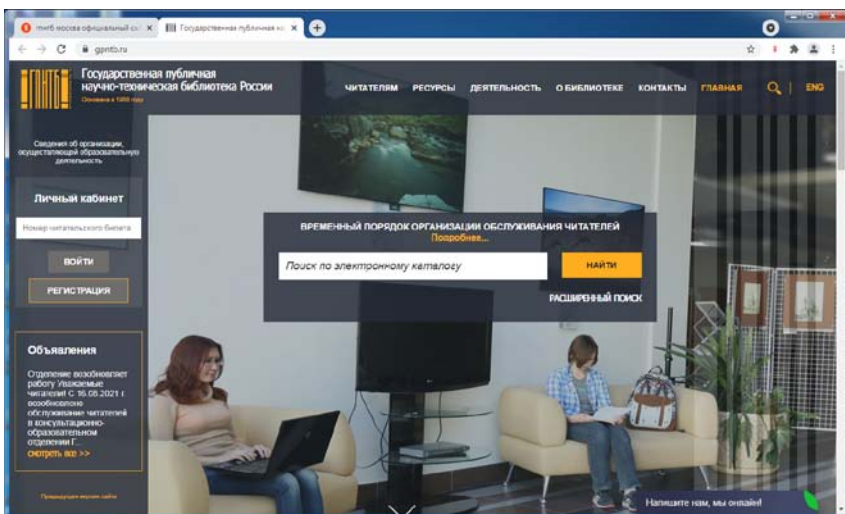 гпнтб москва официальный са
Государственная публичная на
gpntb.ru
ГПНТБ
Государственная публичная
научно-техническая библиотека России
Основана в 1958 году
ЧИТАТЕЛЯМ РЕСУРСЫ ДЕЯТЕЛЬНОСТЬ О БИБЛИОТЕКЕ КОНТАКТЫ ГЛАВНАЯ | ENG
Сведения об организации,
осуществляющей образовательную
деятельность
Личный кабинет
Номер читательского билета
ВОЙТИ
РЕГИСТРАЦИЯ
ВРЕМЕННЫЙ ПОРЯДОК ОРГАНИЗАЦИИ ОБСЛУЖИВАНИЯ ЧИТАТЕЛЕЙ
Подробнее...
Поиск по электронному каталогу
НАЙТИ
РАСШИРЕННЫЙ ПОИСК
Объявления
Отделение возобновляет
работу Уважаемые
читатели! С 16.08.2021 г
возобновлено
обслуживание читателей
в консультационно-
образовательном
отделении Г...
смотреть все >>
Предыдущая версия сайта
Напишите нам, мы онлайн!